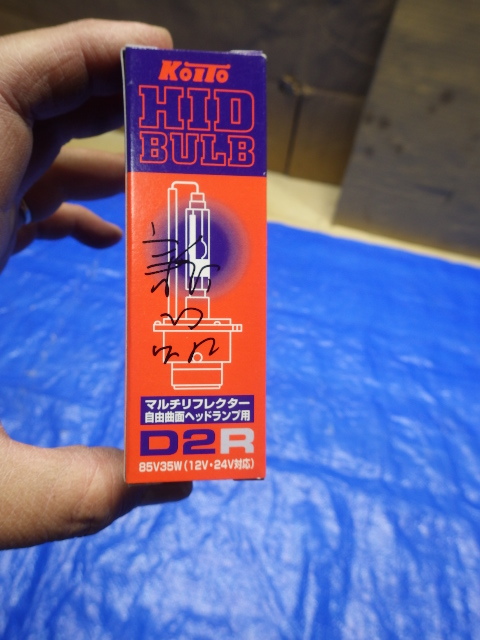 KOITO
HID
BULB
マルチリフレクター
自由曲面ヘッドランプ用
D2R
85V35W(12V・24V対応)